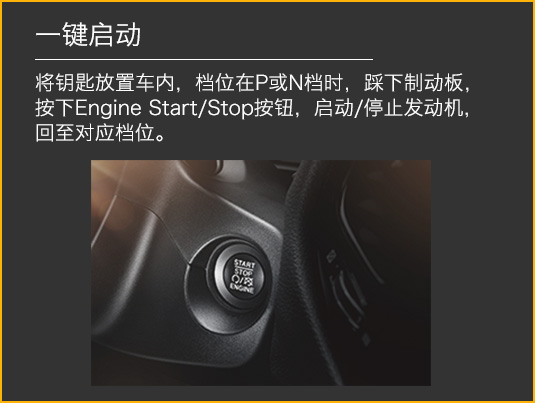 一键启动
将钥匙放置车内，档位在P或N档时，踩下制动板，
按下Engine Start/Stop按钮，启动/停止发动机，
回至对应档位。
START
STOP
ENGINE